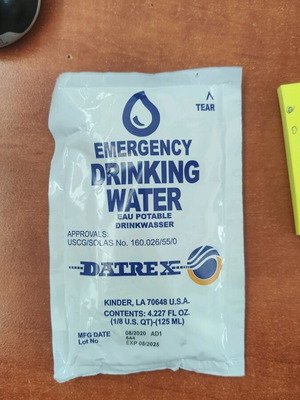 TEAR
EMERGENCY
DRINKING
WATER
EAU POTABLE
DRINKWASSER
APPROVALS:
USCG/SOLAS No. 160.026/55/0
DATREX
KINDER, LA 70648 U.S.A.
CONTENTS: 4.227 FL OZ.
(1/8 U.S. QT)-(125 ML)
MFG DATE 08/2020 AD1
Lot No
EXP 08/2025